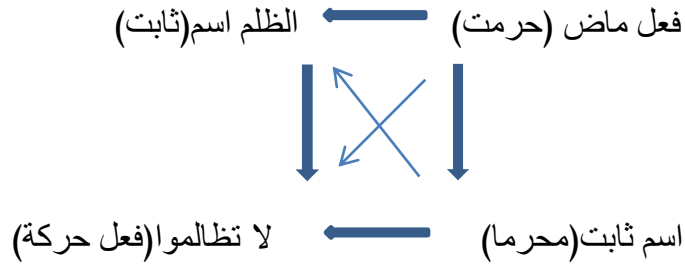 فعل ماض (حرمت) الظلم اسم(ثابت)
اسم ثابت(محرما) لا تظالموا(فعل حركة)